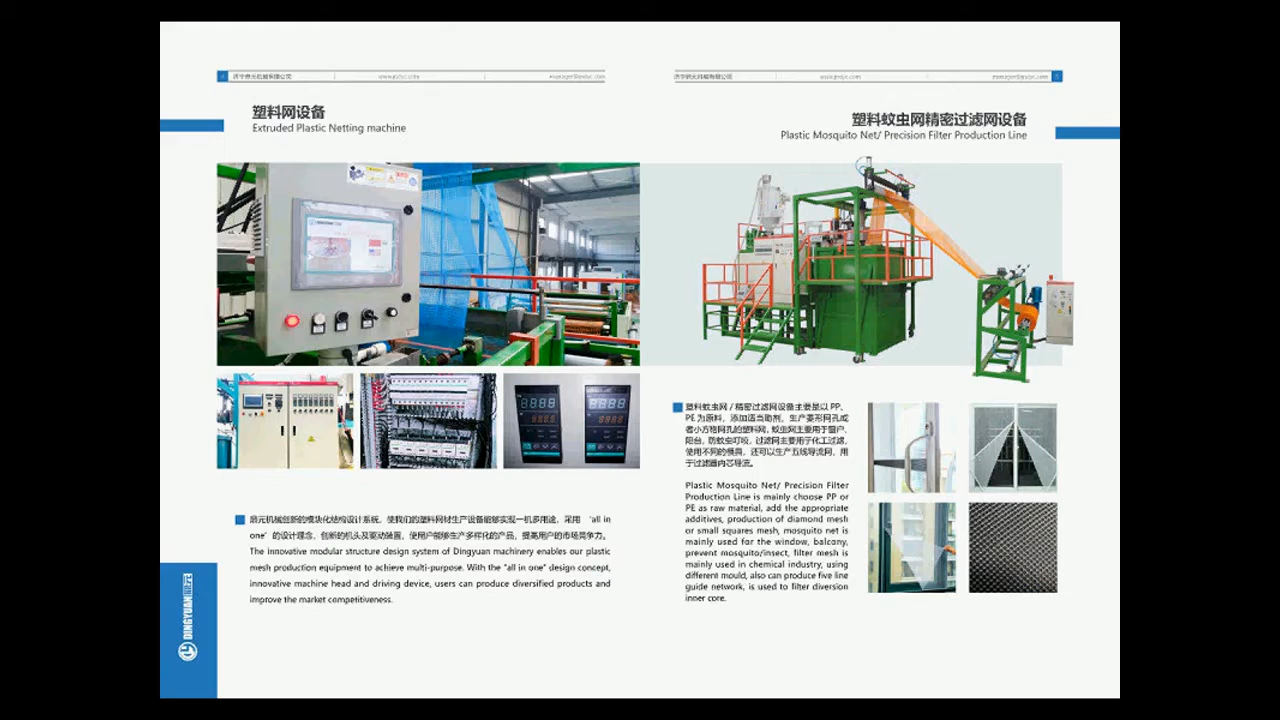 塑料网设备
Extruded Plastic Netting machine
塑料蚊虫网精密过滤网设备
Plastic Mosquito Net/ Precision Filter Production Line
鼎元机械创新的模块化结构设计系统，使我们的塑料网材生产设备能够实现一机多用途，采用 'all in
one' 的设计理念，创新的机头及驱动装置，使用户能够生产多样化的产品，提高用户的市场竞争力。
The innovative modular structure design system of Dingyuan machinery enables our plastic
mesh production equipment to achieve multi-purpose. With the "all in one" design concept,
innovative machine head and driving device, users can produce diversified products and
improve the market competitiveness.
塑料蚊虫网 / 精密过滤网设备主要是以 PP、
PE 为原料，添加适当助剂，生产菱形网孔或
者小方格网孔的塑料网，蚊虫网主要用于窗户，
阳台，防蚊虫叮咬，过滤网主要用于化工过滤，
使用不同的模具，还可以生产五线导流网，用
于过滤器内芯导流。
Plastic Mosquito Net/ Precision Filter
Production Line is mainly choose PP or
PE as raw material, add the appropriate
additives, production of diamond mesh
or small squares mesh, mosquito net is
mainly used for the window, balcony,
prevent mosquito/insect, filter mesh is
mainly used in chemical industry, using
different mould, also can produce five line
guide network, is used to filter diversion
inner core.
DINGYUAN鼎元